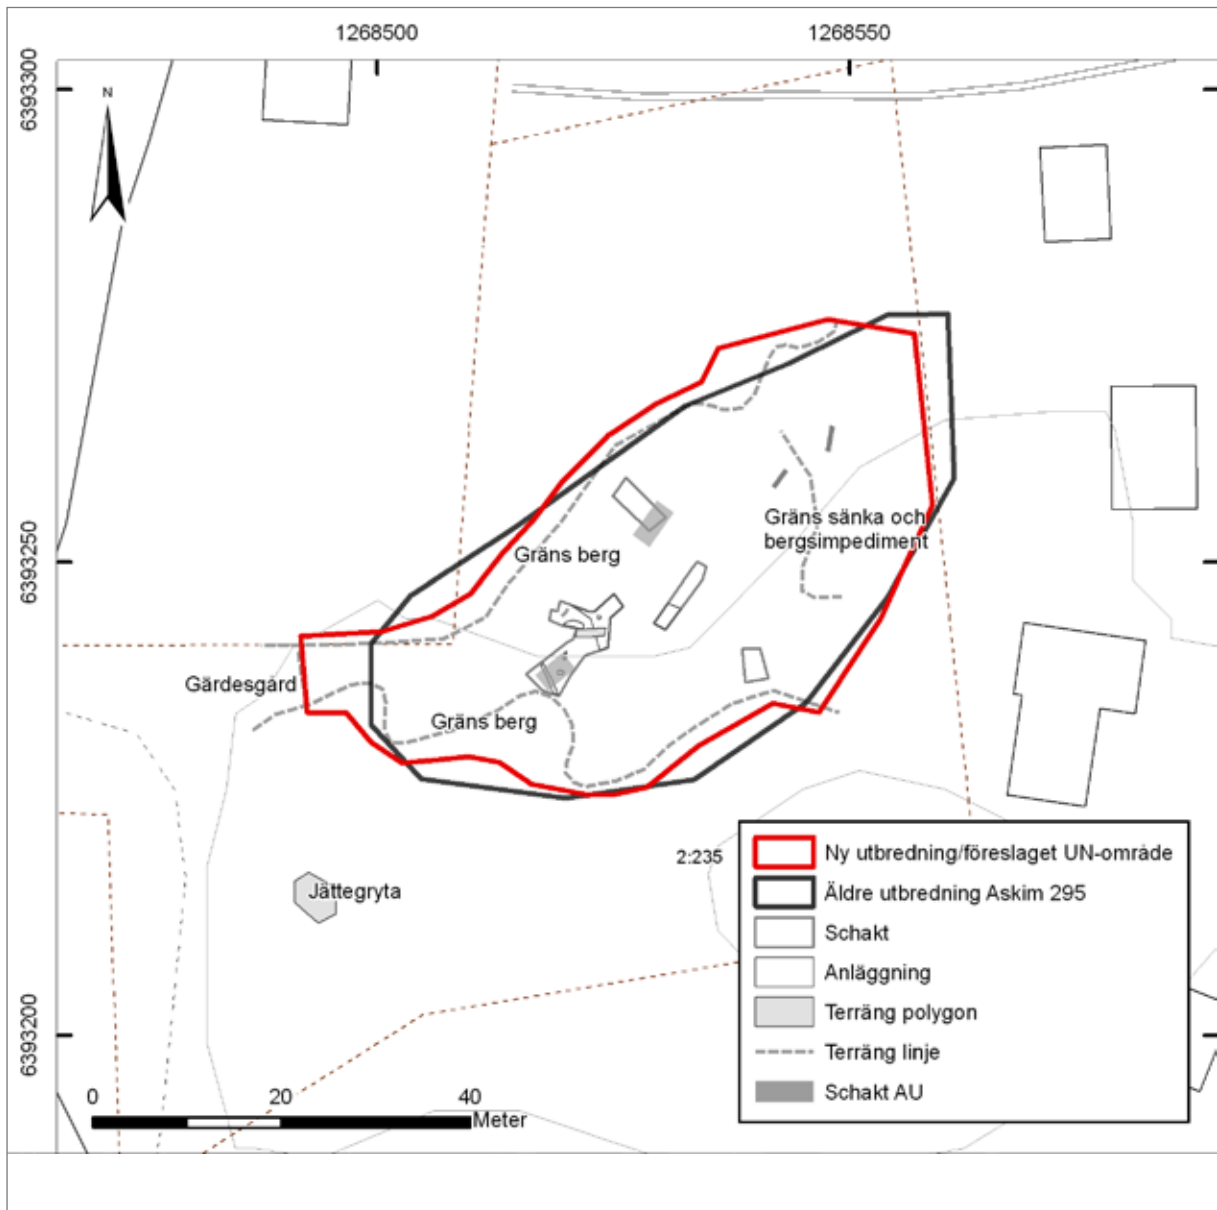 1268500
1268550
6393300
N
6393250
Gräns sänka och
bergsimpediment
Gräns berg
Gärdesgård
Gräns berg
2:235
Jättegryta
6393200
0
20
40
Meter
Ny utbredning/föreslaget UN-område
Äldre utbredning Askim 295
Schakt
Anläggning
Terräng polygon
Terräng linje
Schakt AU